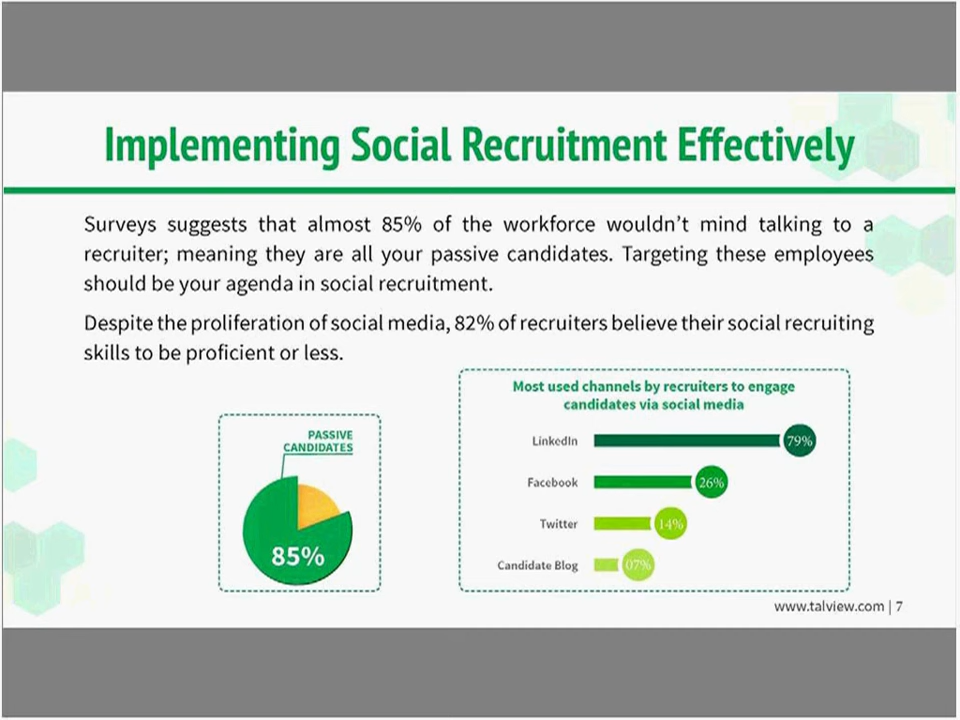 Implementing Social Recruitment Effectively
Surveys suggests that almost 85% of the workforce wouldn't mind talking to a
recruiter; meaning they are all your passive candidates. Targeting these employees
should be your agenda in social recruitment.
Despite the proliferation of social media, 82% of recruiters believe their social recruiting
skills to be proficient or less.
PASSIVE
CANDIDATES
85%
Most used channels by recruiters to engage
candidates via social media
LinkedIn 79%
Facebook 26%
Twitter 14%
Candidate Blog 07%
www.talview.com | 7